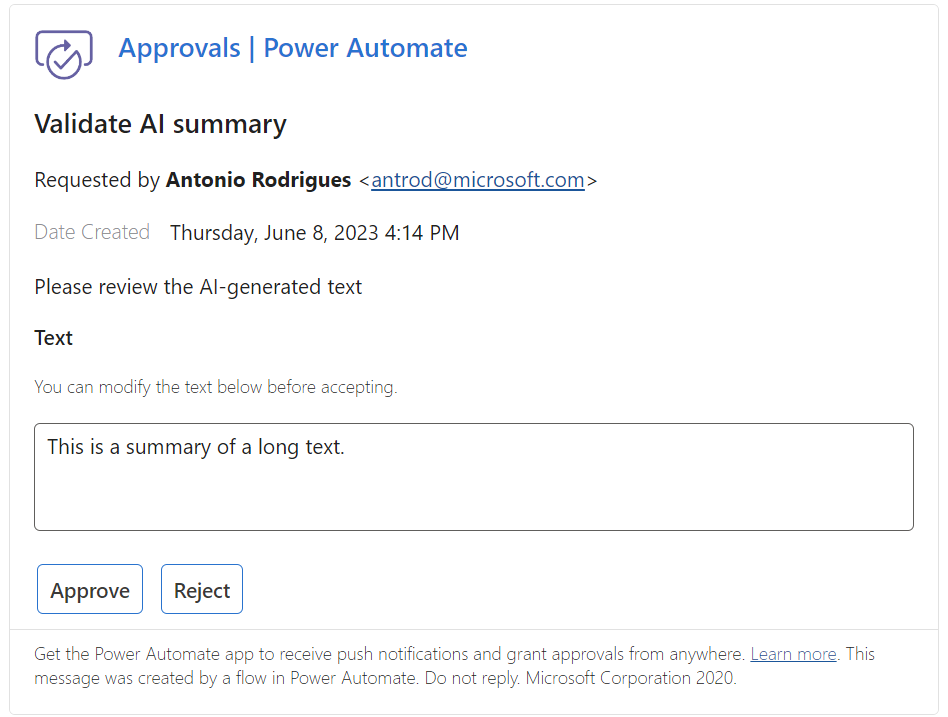 Approvals | Power Automate
Validate AI summary
Requested by Antonio Rodrigues <antrod@microsoft.com>
Date Created Thursday, June 8, 2023 4:14 PM
Please review the AI-generated text
Text
You can modify the text below before accepting.
This is a summary of a long text.
Approve Reject
Get the Power Automate app to receive push notifications and grant approvals from anywhere. Learn more. This
message was created by a flow in Power Automate. Do not reply. Microsoft Corporation 2020.